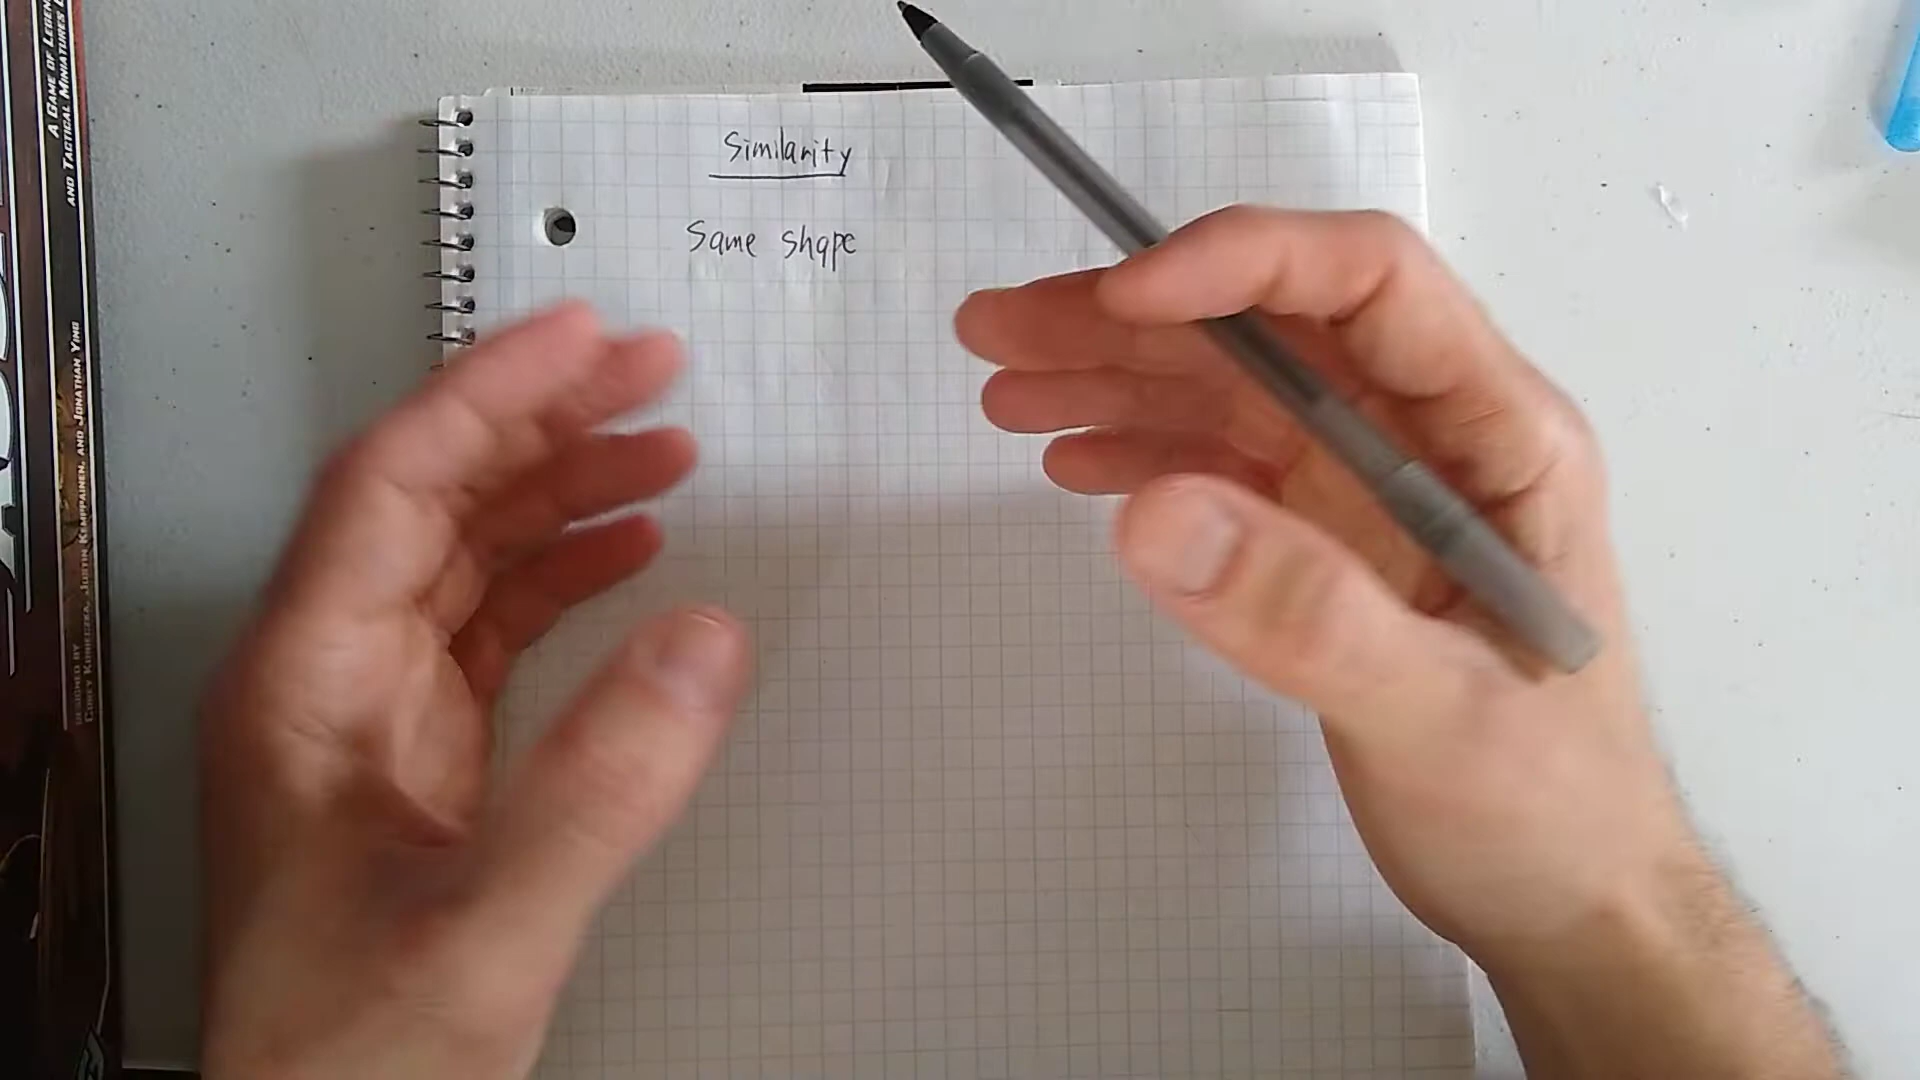 Similarity
Same shape
A GAME OF LEGEN
AND TACTICAL MINIATURES
DESIGNED BY
COREY KONIECZKA, JUSTIN KEMPPAINEN, AND JONATHAN YING